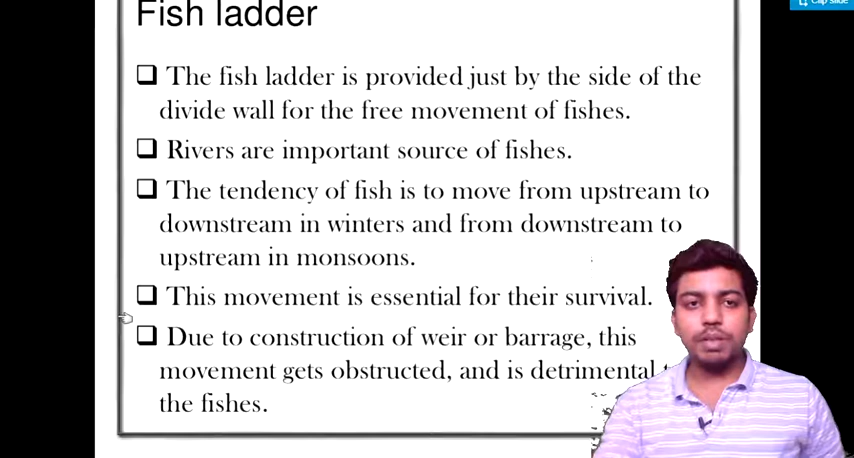 Clip slide
Fish ladder
❑ The fish ladder is provided just by the side of the
divide wall for the free movement of fishes.
❑ Rivers are important source of fishes.
❑ The tendency of fish is to move from upstream to
downstream in winters and from downstream to
upstream in monsoons.
❑ This movement is essential for their survival.
❑ Due to construction of weir or barrage, this
movement gets obstructed, and is detrimental
the fishes.